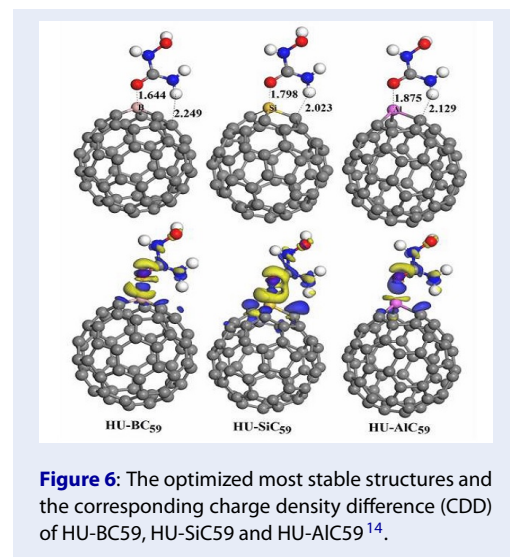 1.644
B
2.249
1.798
Si
2.023
1.875
Al
2.129
HU-BC59
HU-SiC59
HU-AlC59
Figure 6: The optimized most stable structures and
the corresponding charge density difference (CDD)
of HU-BC59, HU-SiC59 and HU-AlC59 14.